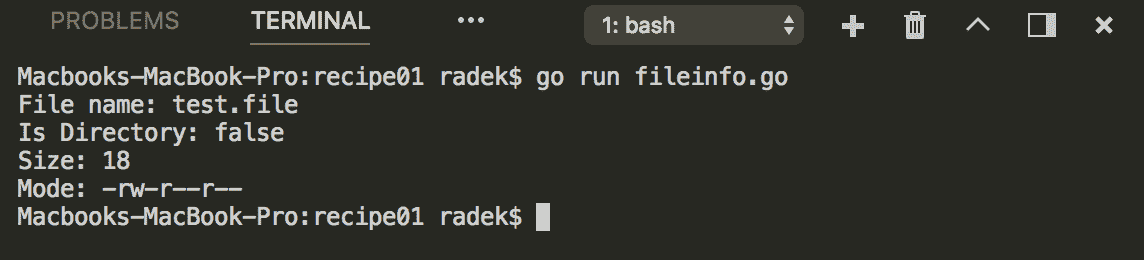 PROBLEMS TERMINAL ••• 1: bash
Macbooks-MacBook-Pro:recipe01 radek$ go run fileinfo.go
File name: test.file
Is Directory: false
Size: 18
Mode: -rw-r--r--
Macbooks-MacBook-Pro:recipe01 radek$